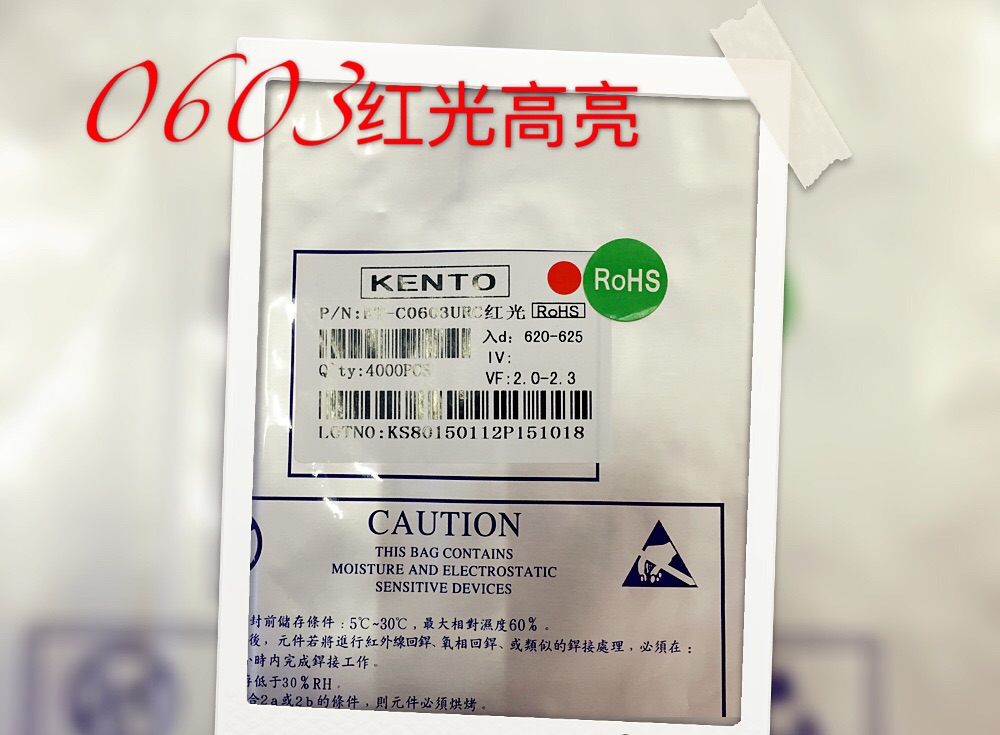 0603红光高亮
KENTO
RoHS
P/N: -C0603URC红光 RoHS
入d: 620-625
IV:
Q`ty:4000PCS
VF:2.0-2.3
LOTNO:KS80150112P151018
CAUTION
THIS BAG CONTAINS
MOISTURE AND ELECTROSTATIC
SENSITIVE DEVICES
封前儲存條件：5℃~30℃，最大相對濕度60%。
後，元件若將進行紅外線回銲、氧相回銲、或類似的銲接處理，必須在：
時內完成銲接工作。
低于30%RH。
合2a或2b的條件，則元件必須烘烤。